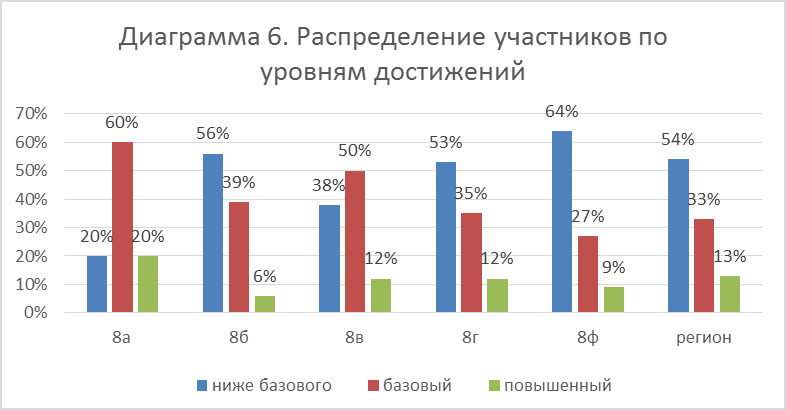 Диаграмма 6. Распределение участников по
уровням достижений
70%
60%
50%
40%
30%
20%
10%
0%
20% 60% 20%
56% 39% 6%
38% 50% 12%
53% 35% 12%
64% 27% 9%
54% 33% 13%
8а 8б 8в 8г 8ф регион
ниже базового базовый повышенный